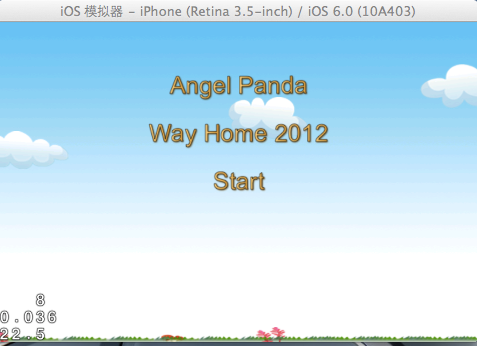 iOS 模拟器 - iPhone (Retina 3.5-inch) / iOS 6.0 (10A403)
Angel Panda
Way Home 2012
Start
8
0.036
22.5